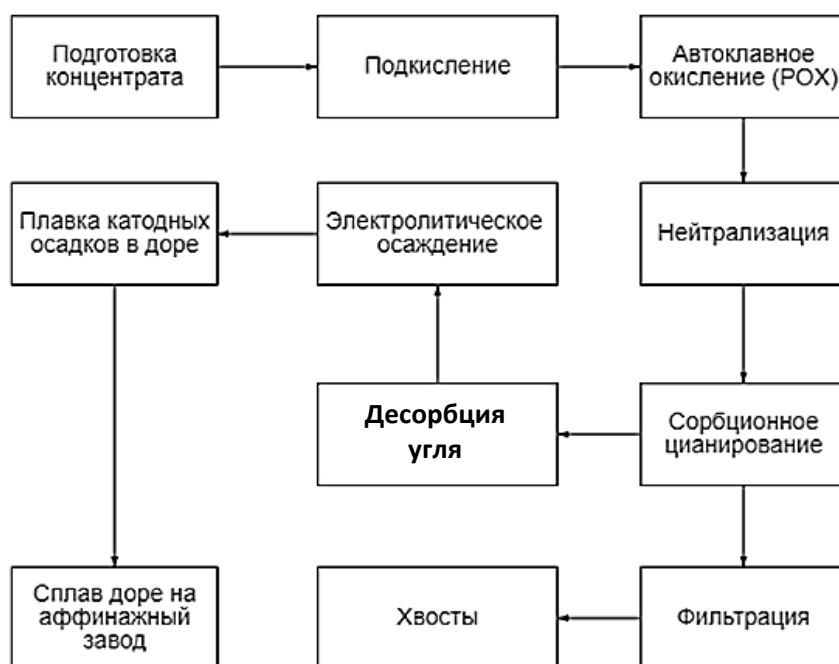 Подготовка
концентрата
Подкисление
Автоклавное
окисление (POX)
Плавка катодных
осадков в доре
Электролитическое
осаждение
Нейтрализация
Десорбция
угля
Сорбционное
цианирование
Сплав доре на
аффинажный
завод
Хвосты
Фильтрация